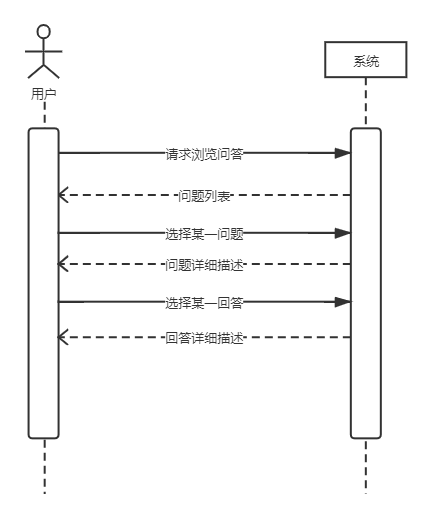 用户
系统
请求浏览问答
问题列表
选择某一问题
问题详细描述
选择某一回答
回答详细描述